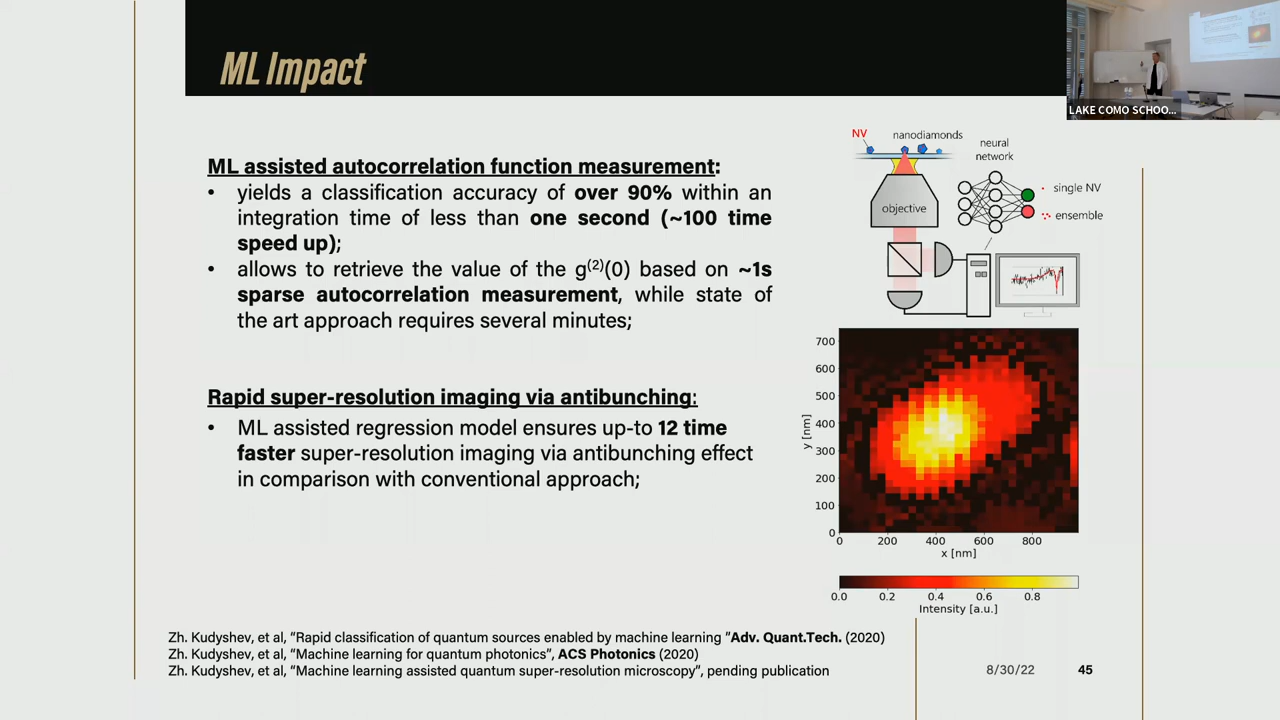 ML Impact
LAKE COMO SCHOO...
ML assisted autocorrelation function measurement:
• yields a classification accuracy of over 90% within an
integration time of less than one second (~100 time
speed up);
• allows to retrieve the value of the g(2)(0) based on ~1s
sparse autocorrelation measurement, while state of
the art approach requires several minutes;
Rapid super-resolution imaging via antibunching:
• ML assisted regression model ensures up-to 12 time
faster super-resolution imaging via antibunching effect
in comparison with conventional approach;
NV
nanodiamonds
neural
network
single NV
ensemble
objective
700
600
500
400
300
200
100
0
y [nm]
0 200 400 600 800
x [nm]
0.0 0.2 0.4 0.6 0.8
Intensity [a.u.]
Zh. Kudyshev, et al, “Rapid classification of quantum sources enabled by machine learning ”Adv. Quant.Tech. (2020)
Zh. Kudyshev, et al, “Machine learning for quantum photonics”, ACS Photonics (2020)
Zh. Kudyshev, et al, “Machine learning assisted quantum super-resolution microscopy”, pending publication
8/30/22 45